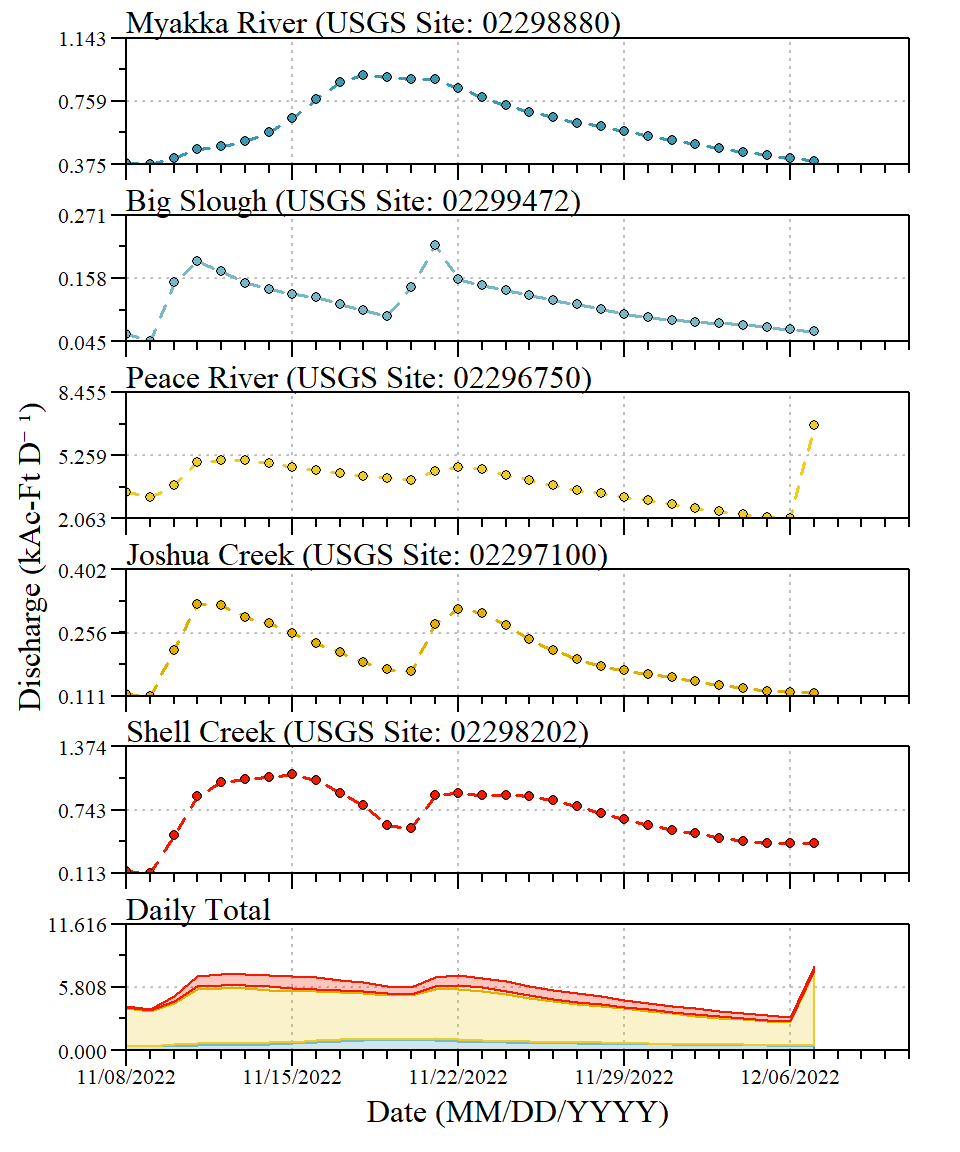 Myakka River (USGS Site: 02298880)
1.143
0.759
0.375
Big Slough (USGS Site: 02299472)
0.271
0.158
0.045
Peace River (USGS Site: 02296750)
8.455
5.259
2.063
Joshua Creek (USGS Site: 02297100)
0.402
0.256
0.111
Shell Creek (USGS Site: 02298202)
1.374
0.743
0.113
Daily Total
11.616
5.808
0.000
Discharge (kAc-Ft D⁻¹)
11/08/2022 11/15/2022 11/22/2022 11/29/2022 12/06/2022
Date (MM/DD/YYYY)